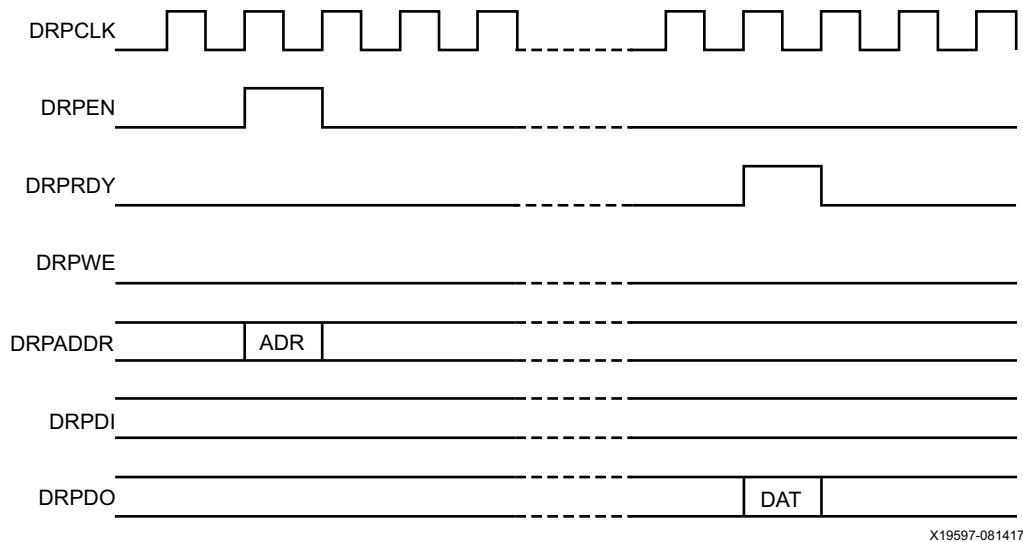 DRPCLK
DRPEN
DRPRDY
DRPWE
DRPADDR ADR
DRPDI
DRPDO DAT
X19597-081417